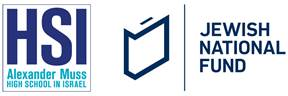 HSI
Alexander Muss
HIGH SCHOOL IN ISRAEL
JEWISH
NATIONAL
FUND